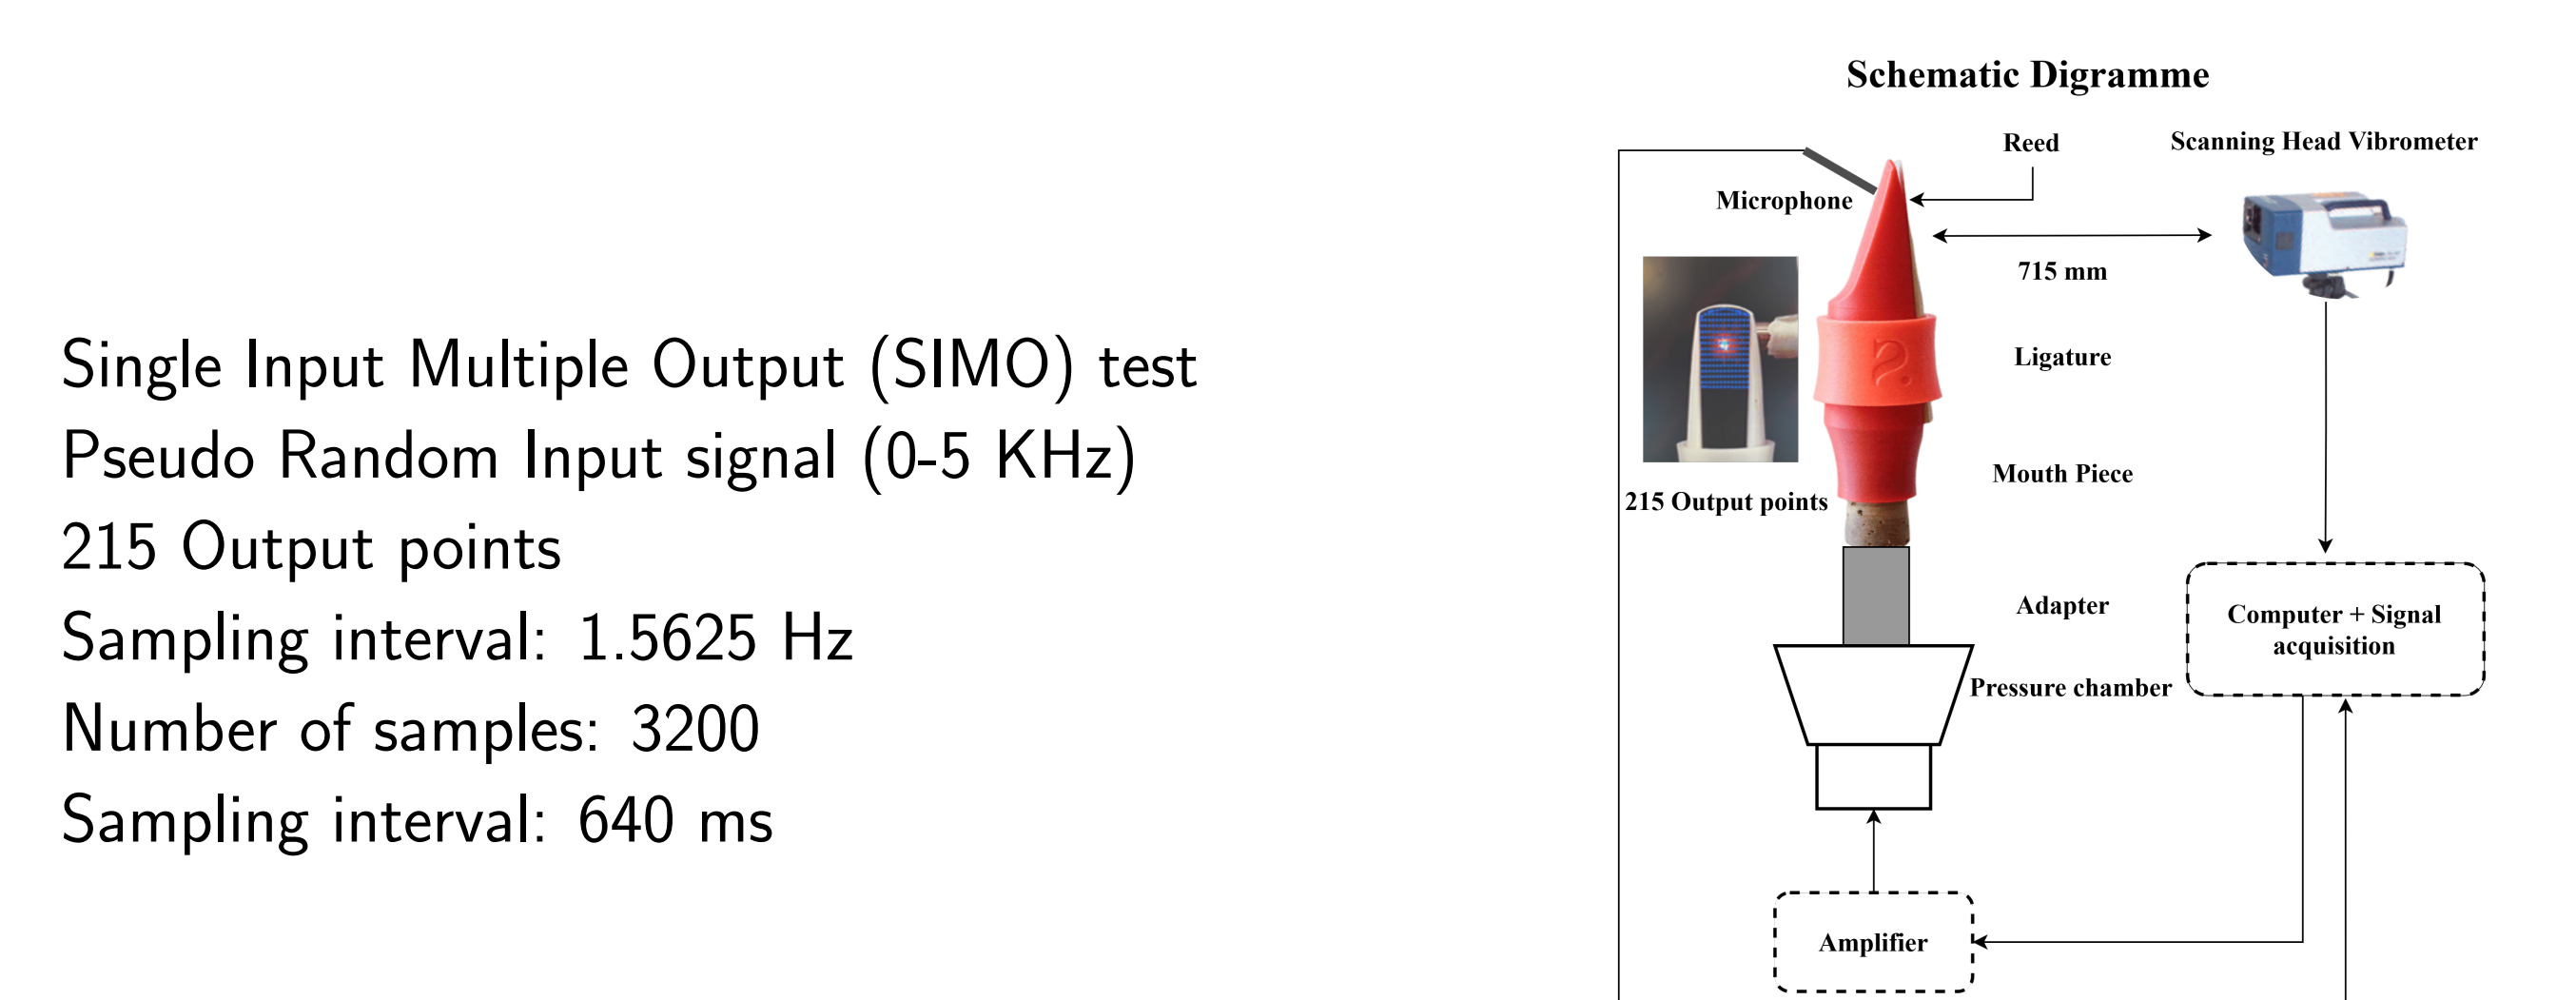 Single Input Multiple Output (SIMO) test
Pseudo Random Input signal (0-5 KHz)
215 Output points
Sampling interval: 1.5625 Hz
Number of samples: 3200
Sampling interval: 640 ms
Schematic Digramme
Reed
Scanning Head Vibrometer
Microphone
715 mm
Ligature
Mouth Piece
215 Output points
Adapter
Computer + Signal
acquisition
Pressure chamber
Amplifier